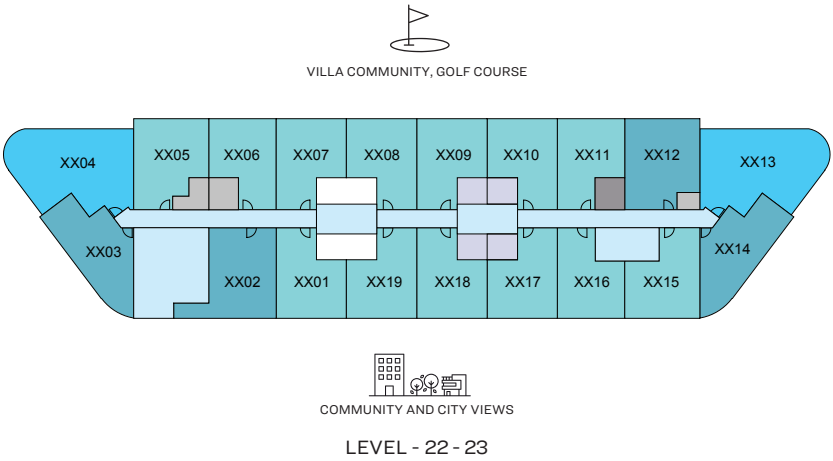 VILLA COMMUNITY, GOLF COURSE
XX04
XX05
XX06
XX07
XX08
XX09
XX10
XX11
XX12
XX13
XX03
XX02
XX01
XX19
XX18
XX17
XX16
XX15
XX14
COMMUNITY AND CITY VIEWS
LEVEL - 22 - 23